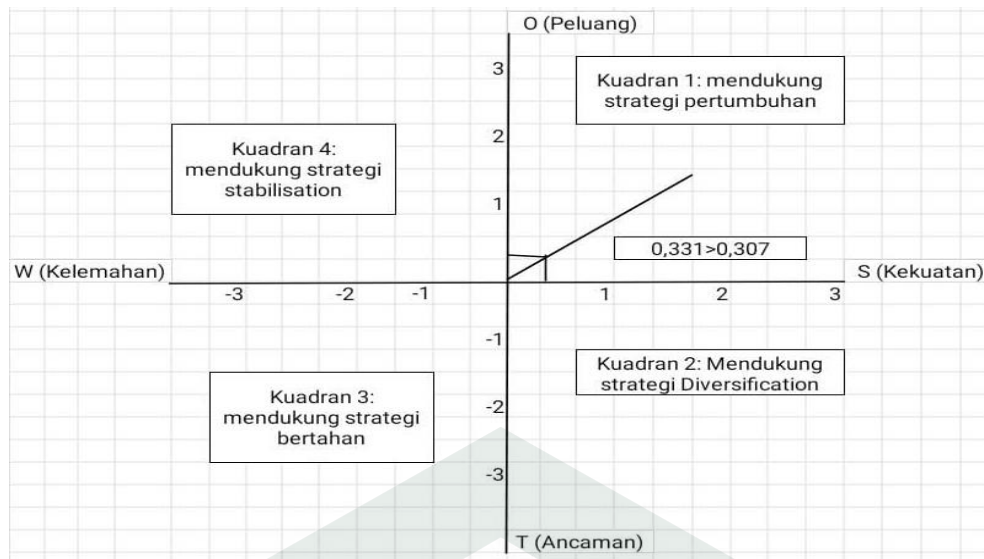 O (Peluang)
3
Kuadran 1: mendukung
strategi pertumbuhan
2
Kuadran 4:
mendukung strategi
stabilisation
1
0,331>0,307
W (Kelemahan)
S (Kekuatan)
-3 -2 -1 1 2 3
-1
Kuadran 2: Mendukung
strategi Diversification
Kuadran 3:
mendukung strategi
bertahan
-2
-3
T (Ancaman)